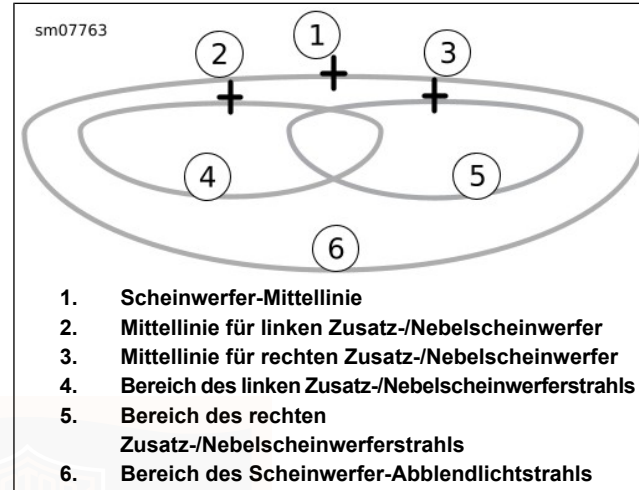 sm07763
1
2
3
4
5
6
1. Scheinwerfer-Mittellinie
2. Mittellinie für linken Zusatz-/Nebelscheinwerfer
3. Mittellinie für rechten Zusatz-/Nebelscheinwerfer
4. Bereich des linken Zusatz-/Nebelscheinwerferstrahls
5. Bereich des rechten
Zusatz-/Nebelscheinwerferstrahls
6. Bereich des Scheinwerfer-Abblendlichtstrahls